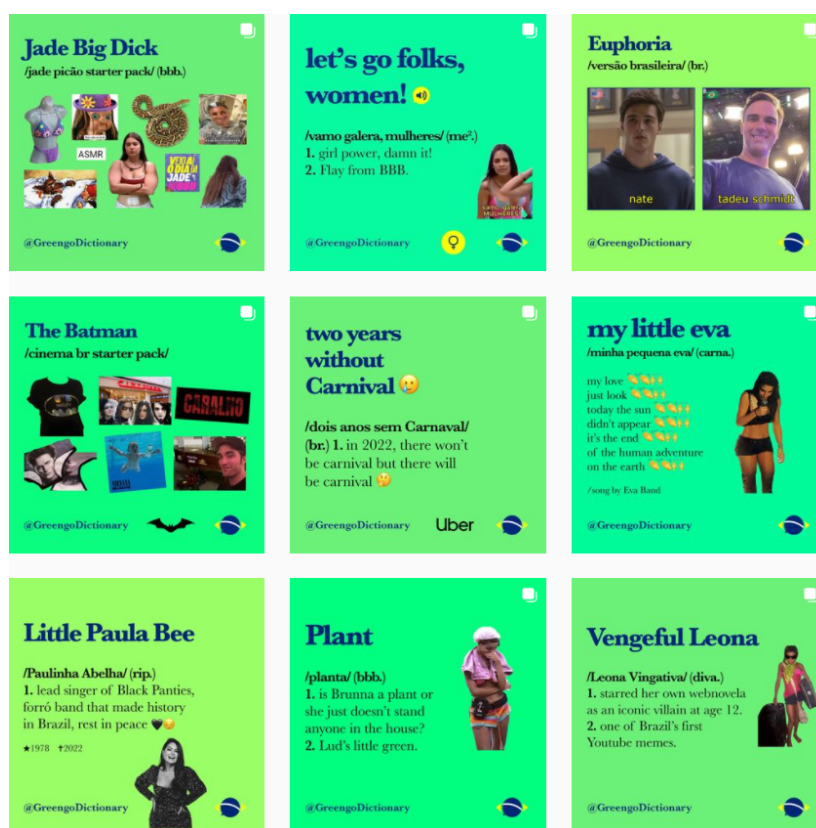 Jade Big Dick
/jade picão starter pack/ (bbb.)
ASMR
VEIO AÍ
O DIA DA
JADE
@GreengoDictionary
let's go folks,
women! 🔊
/vamo galera, mulheres/ (me².)
1. girl power, damn it!
2. Flay from BBB.
vamo, galera
MULHERES
@GreengoDictionary
Euphoria
/versão brasileira/ (br.)
nate
tadeu schmidt
@GreengoDictionary
The Batman
/cinema br starter pack/
CARALHO
@GreengoDictionary
two years
without
Carnival 🥲
/dois anos sem Carnaval/
(br.) 1. in 2022, there won't
be carnival but there will
be carnival 🤔
@GreengoDictionary
Uber
my little eva
/minha pequena eva/ (carna.)
my love 👏👏🙌
just look 👏👏🙌
today the sun 👏👏🙌
didn't appear 👏👏🙌
it's the end 👏👏🙌
of the human adventure
on the earth 👏👏🙌
/song by Eva Band
@GreengoDictionary
Little Paula Bee
/Paulinha Abelha/ (rip.)
1. lead singer of Black Panties,
forró band that made history
in Brazil, rest in peace 🖤😔
★1978 ✝2022
@GreengoDictionary
Plant
/planta/ (bbb.)
1. is Brunna a plant or
she just doesn't stand
anyone in the house?
2. Lud's little green.
@GreengoDictionary
Vengeful Leona
/Leona Vingativa/ (diva.)
1. starred her own webnovela
as an iconic villain at age 12.
2. one of Brazil's first
Youtube memes.
@GreengoDictionary